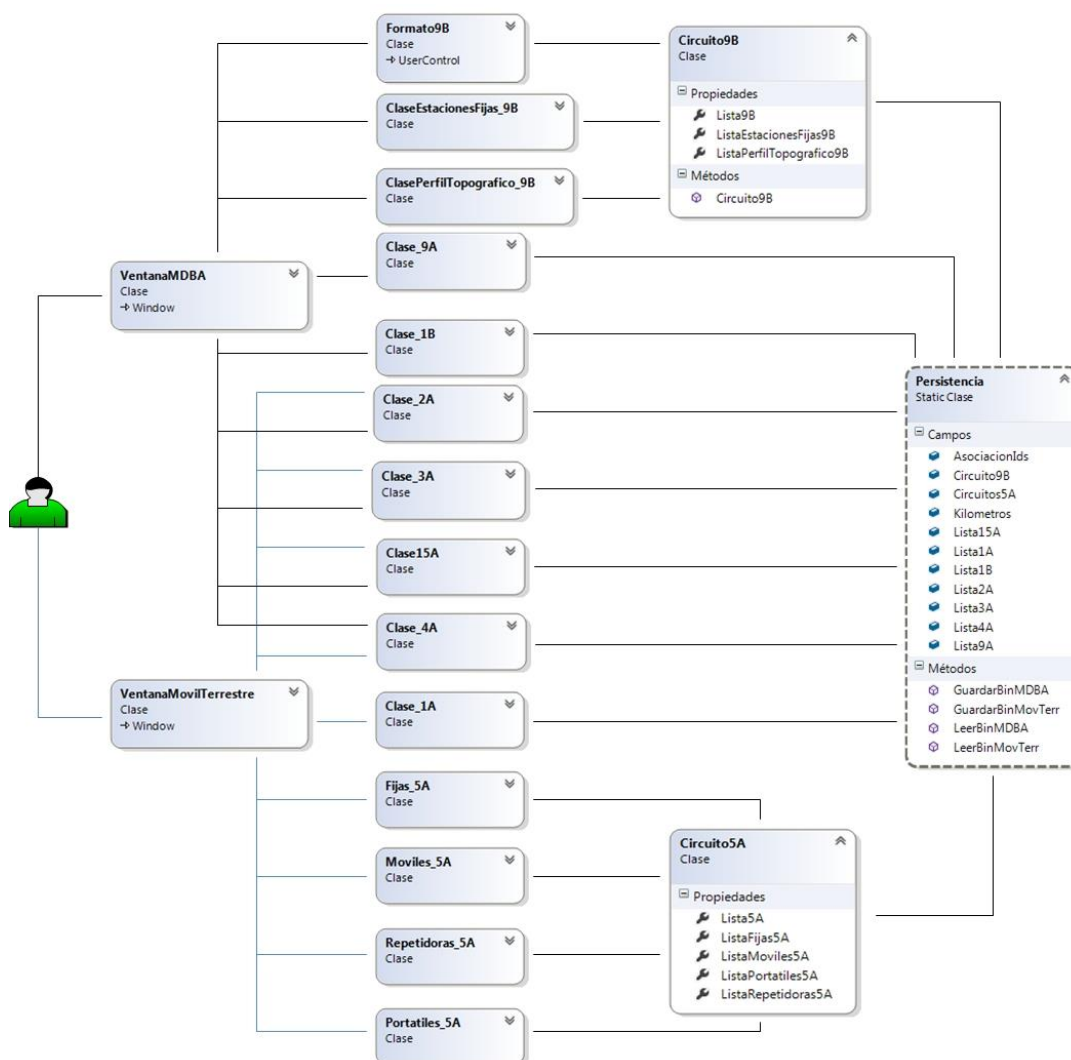 Formato9B
Clase
UserControl
ClaseEstacionesFijas_9B
Clase
ClasePerfilTopografico_9B
Clase
Clase_9A
Clase
VentanaMDBA
Clase
Window
Clase_1B
Clase
Clase_2A
Clase
Clase_3A
Clase
Clase15A
Clase
Clase_4A
Clase
VentanaMovilTerrestre
Clase
Window
Clase_1A
Clase
Fijas_5A
Clase
Moviles_5A
Clase
Repetidoras_5A
Clase
Portatiles_5A
Clase
Circuito9B
Clase
Propiedades
Lista9B
ListaEstacionesFijas9B
ListaPerfilTopografico9B
Métodos
Circuito9B
Persistencia
Static Clase
Campos
AsociacionIds
Circuito9B
Circuitos5A
Kilometros
Lista15A
Lista1A
Lista1B
Lista2A
Lista3A
Lista4A
Lista9A
Métodos
GuardarBinMDBA
GuardarBinMovTerr
LeerBinMDBA
LeerBinMovTerr
Circuito5A
Clase
Propiedades
Lista5A
ListaFijas5A
ListaMoviles5A
ListaPortatiles5A
ListaRepetidoras5A